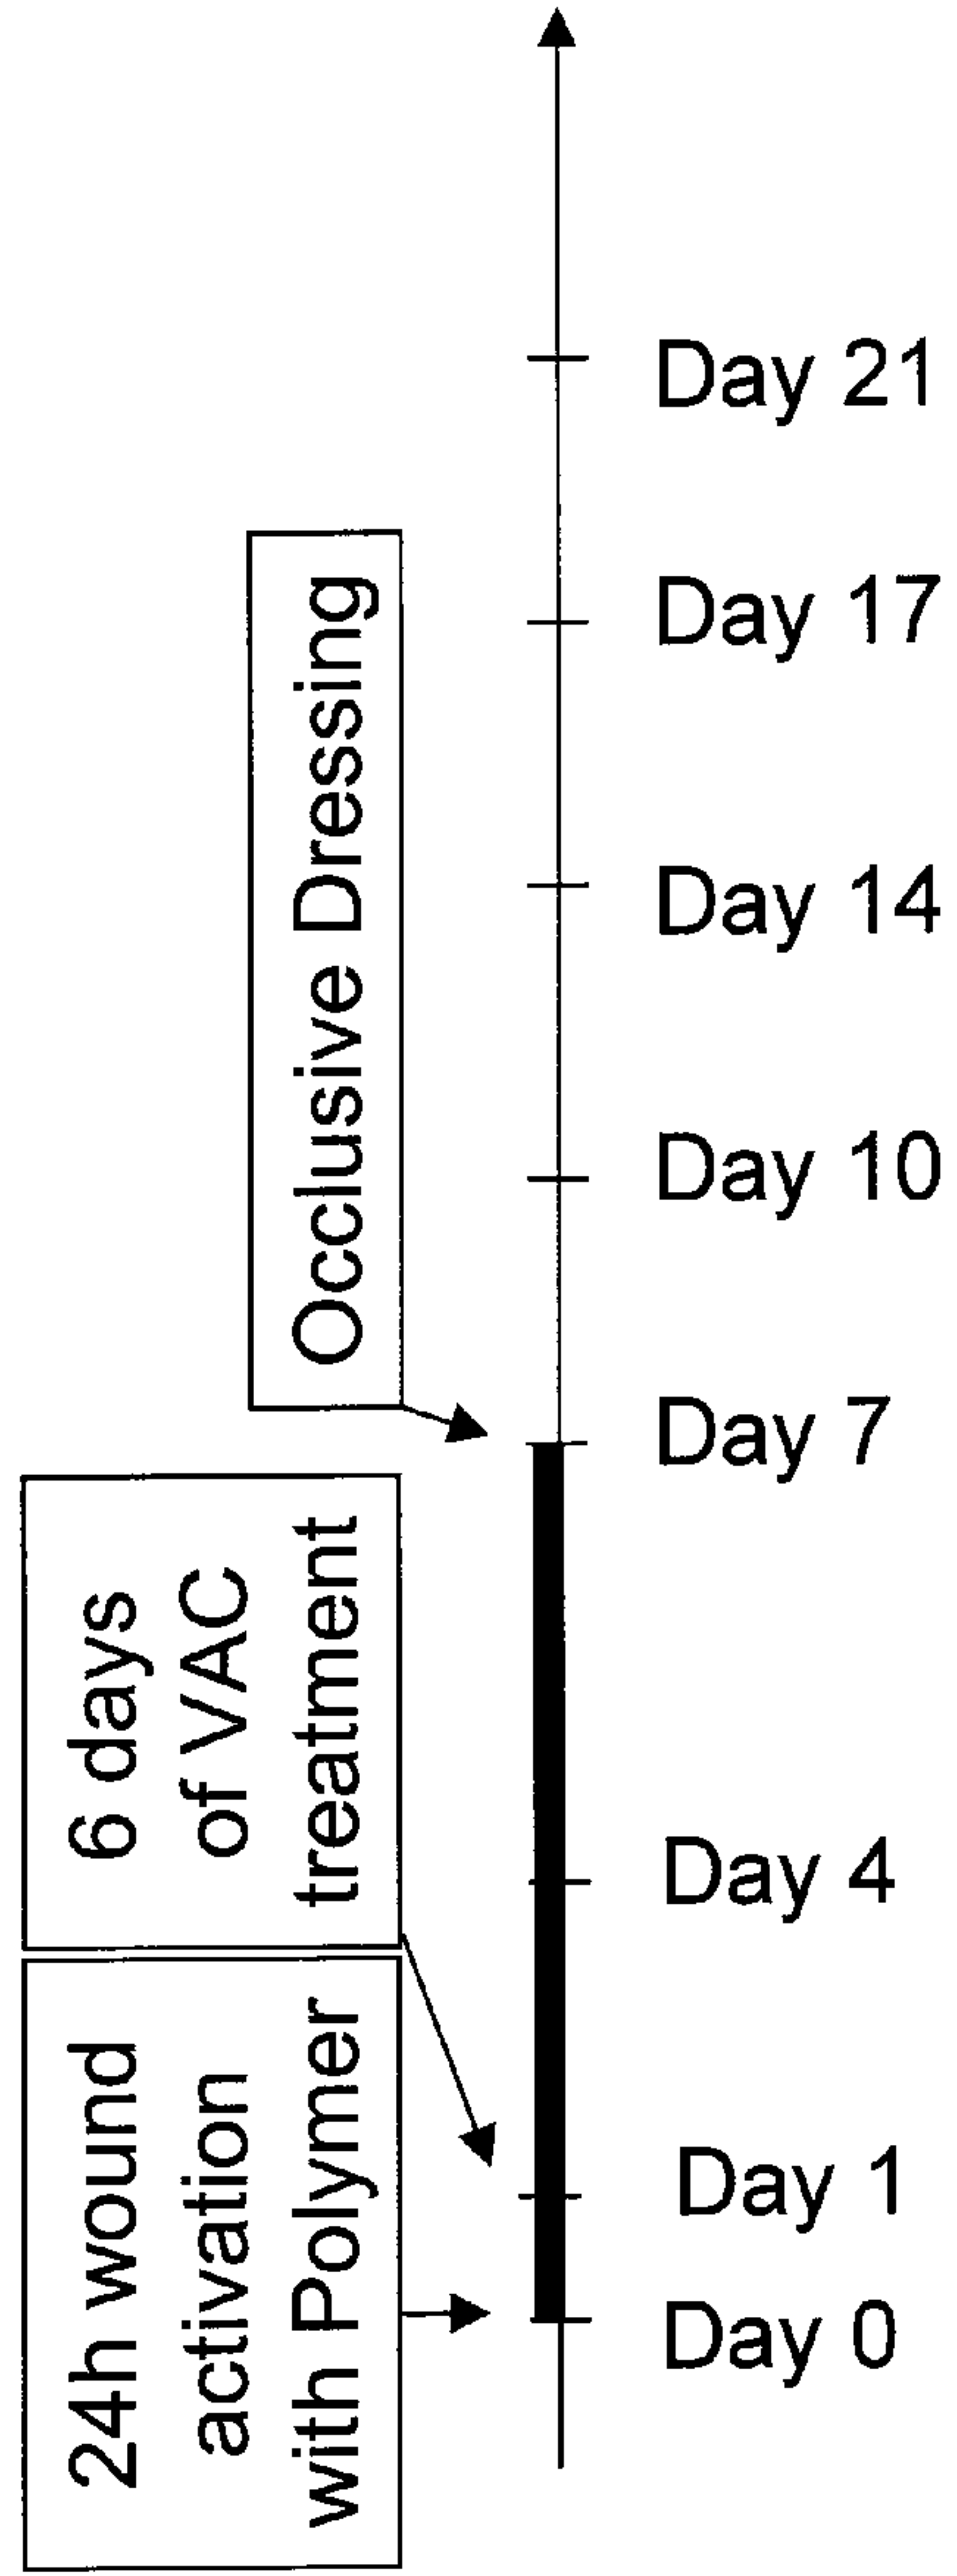 24h wound
activation
with Polymer
6 days
of VAC
treatment
Occlusive Dressing
Day 0
Day 1
Day 4
Day 7
Day 10
Day 14
Day 17
Day 21